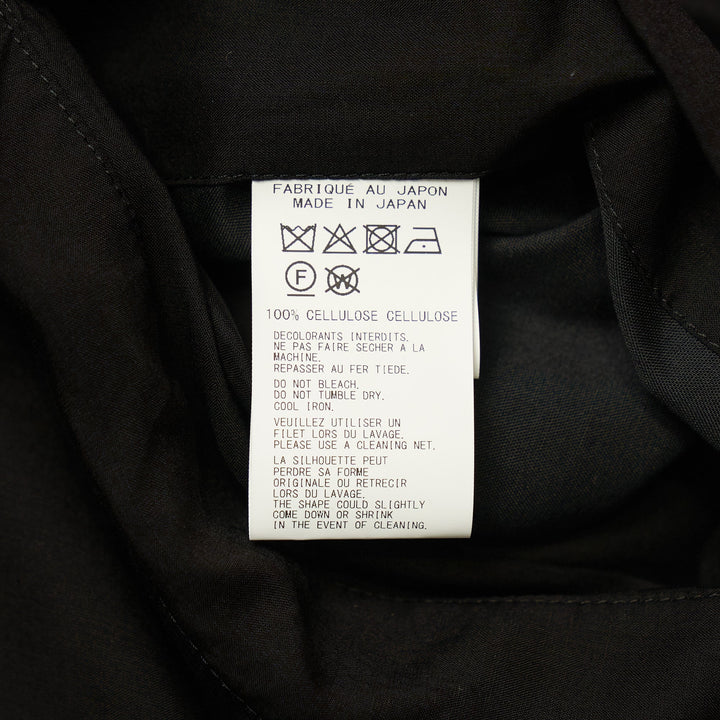 FABRIQUÉ AU JAPON
MADE IN JAPAN
F
W
100% CELLULOSE CELLULOSE
DECOLORANTS INTERDITS.
NE PAS FAIRE SECHER A LA
MACHINE.
REPASSER AU FER TIEDE.
DO NOT BLEACH.
DO NOT TUMBLE DRY.
COOL IRON.
VEUILLEZ UTILISER UN
FILET LORS DU LAVAGE.
PLEASE USE A CLEANING NET.
LA SILHOUETTE PEUT
PERDRE SA FORME
ORIGINALE OU RETRECIR
LORS DU LAVAGE.
THE SHAPE COULD SLIGHTLY
COME DOWN OR SHRINK
IN THE EVENT OF CLEANING.